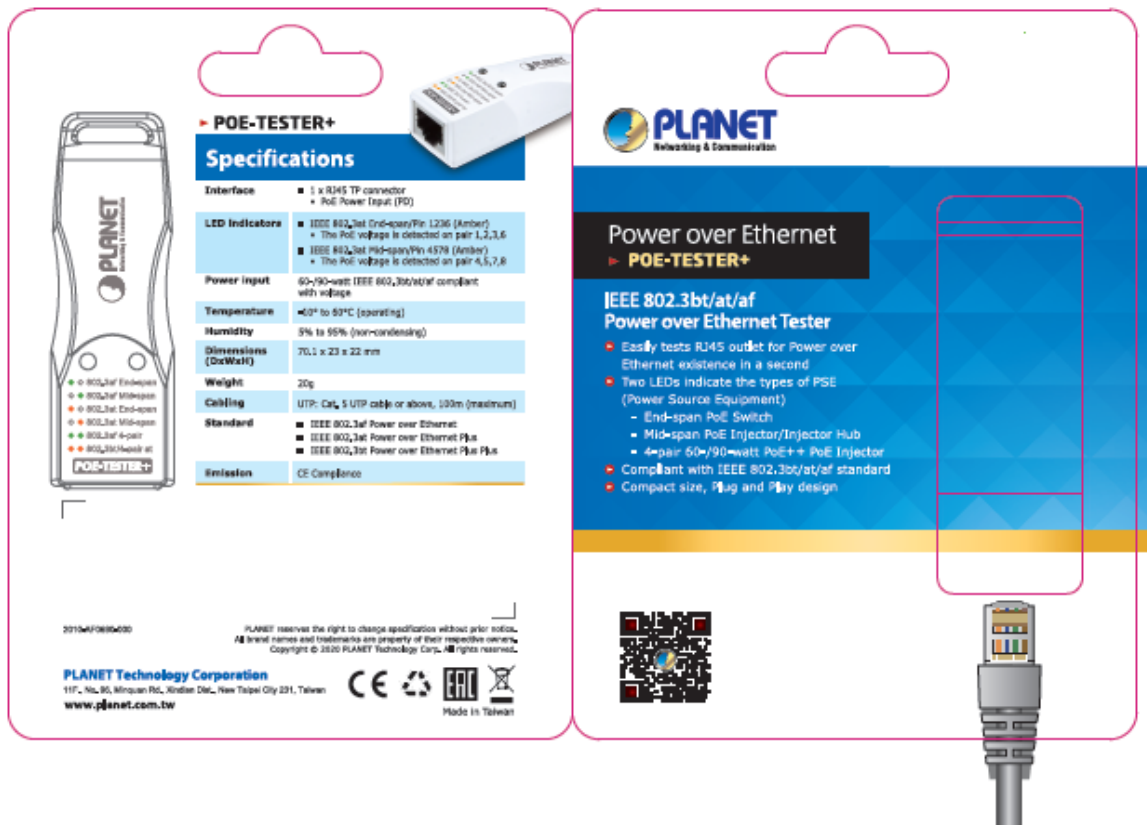 POE-TESTER+
Specifications
Interface
■ 1 x RJ45 TP connector
• PoE Power Input (PD)
LED Indicators
■ IEEE 802.3at End-span/Pin 1236 (Amber)
• The PoE voltage is detected on pair 1,2,3,6
■ IEEE 802.3at Mid-span/Pin 4578 (Amber)
• The PoE voltage is detected on pair 4,5,7,8
Power input
60-/90-watt IEEE 802.3bt/at/af compliant
with voltage
Temperature
-10° to 60°C (operating)
Humidity
5% to 95% (non-condensing)
Dimensions
(DxWxH)
70.1 x 23 x 22 mm
Weight
20g
Cabling
UTP: Cat. 5 UTP cable or above, 100m (maximum)
Standard
■ IEEE 802.3af Power over Ethernet
■ IEEE 802.3at Power over Ethernet Plus
■ IEEE 802.3bt Power over Ethernet Plus Plus
Emission
CE Compliance
PLANET
Networking & Communication
802.3af End-span
802.3af Mid-span
802.3at End-span
802.3at Mid-span
802.3af 4-pair
802.3bt/4-pair at
POE-TESTER+
PLANET
PLANET reserves the right to change specification without prior notice.
All brand names and trademarks are property of their respective owners.
Copyright © 2020 PLANET Technology Corp. All rights reserved.
PLANET Technology Corporation
11F., No. 96, Minquan Rd., Xindian Dist., New Taipei City 231, Taiwan
www.planet.com.tw
CE
EAC
Made in Taiwan
PLANET
Networking & Communication
Power over Ethernet
POE-TESTER+
IEEE 802.3bt/at/af
Power over Ethernet Tester
Easily tests RJ45 outlet for Power over
Ethernet existence in a second
Two LEDs indicate the types of PSE
(Power Source Equipment)
- End-span PoE Switch
- Mid-span PoE Injector/Injector Hub
- 4-pair 60-/90-watt PoE++ PoE Injector
Compliant with IEEE 802.3bt/at/af standard
Compact size, Plug and Play design